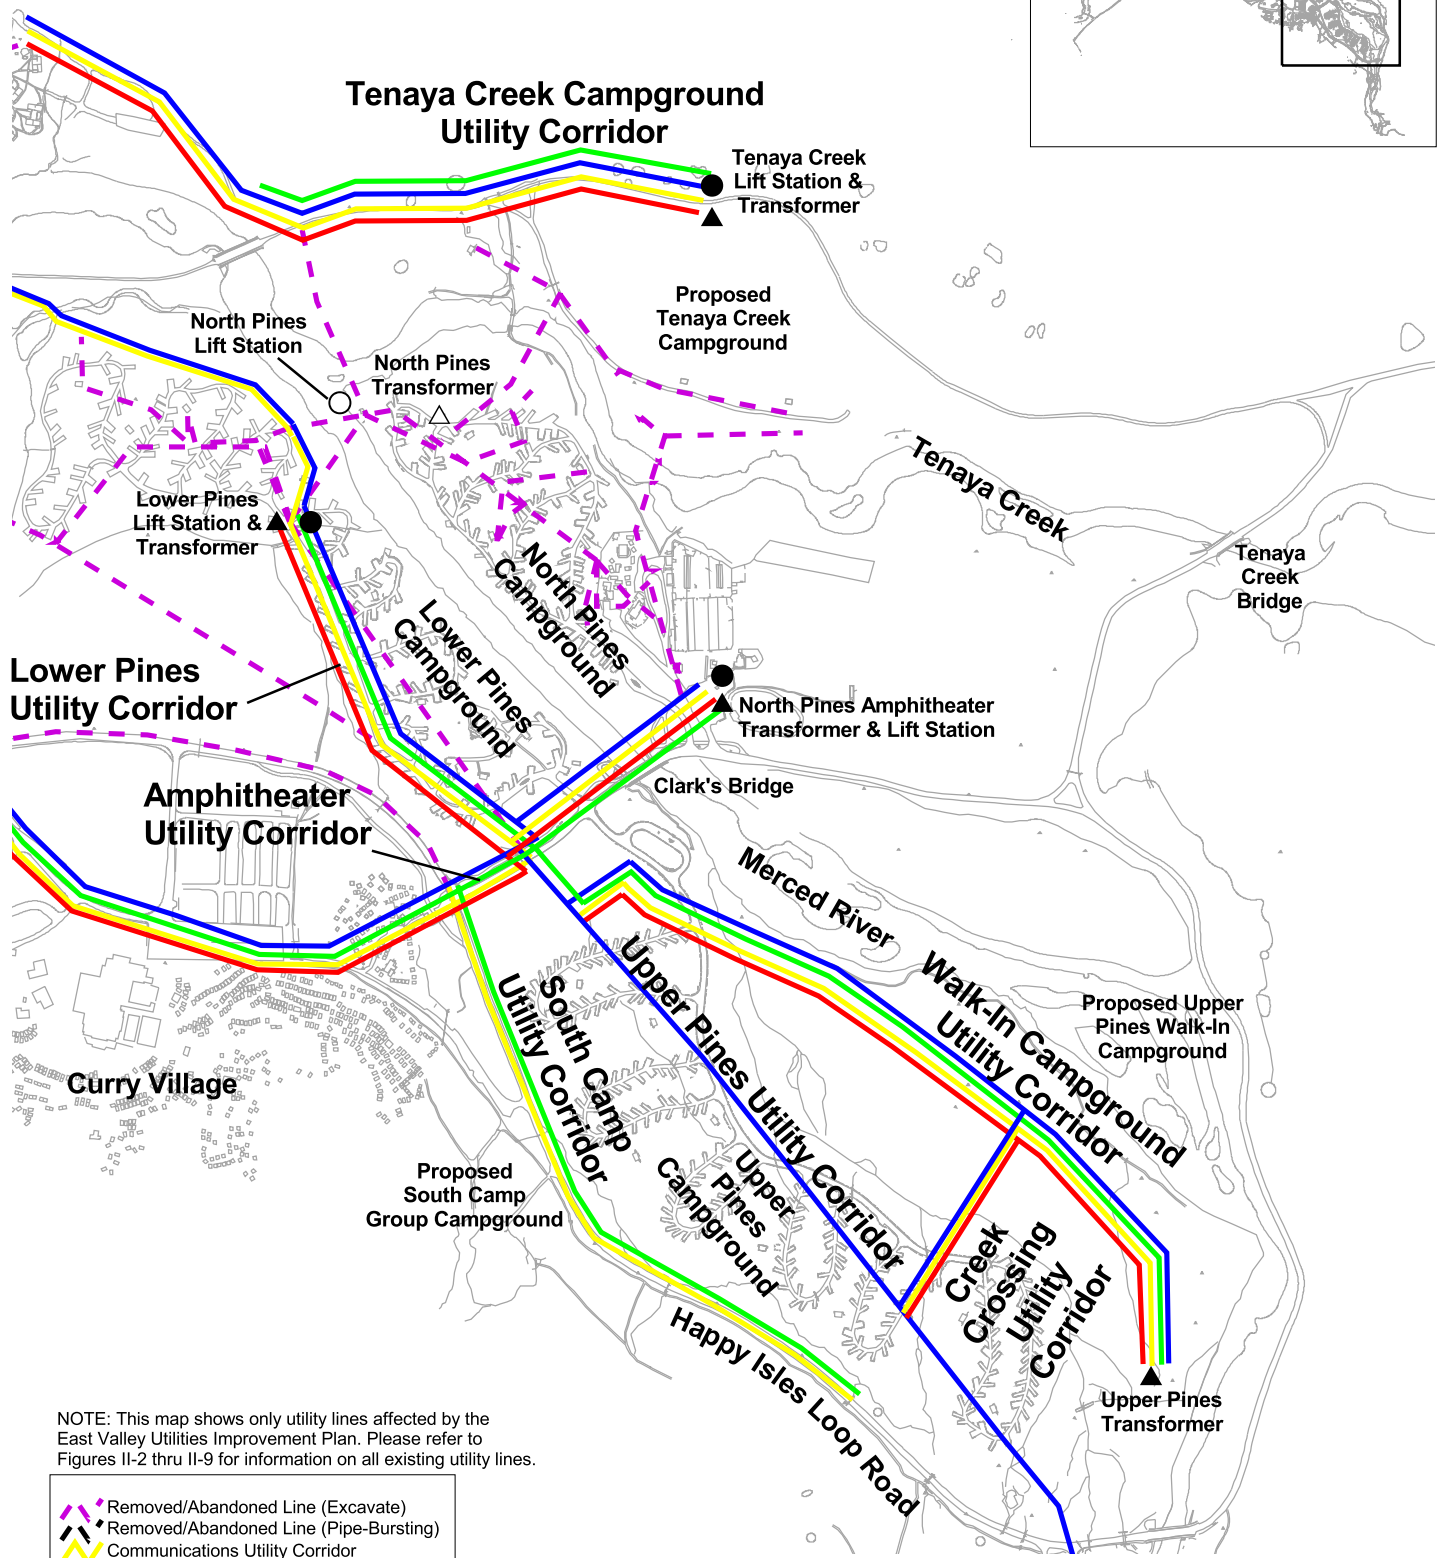 Tenaya Creek Campground
Utility Corridor
Tenaya Creek
Lift Station &
Transformer
Proposed
Tenaya Creek
Campground
North Pines
Lift Station
North Pines
Transformer
Tenaya Creek
Lower Pines
Lift Station &
Transformer
Tenaya
Creek
Bridge
North Pines
Campground
Lower Pines
Campground
Lower Pines
Utility Corridor
North Pines Amphitheater
Transformer & Lift Station
Clark's Bridge
Amphitheater
Utility Corridor
Merced River
Walk-In Campground
Utility Corridor
Proposed Upper
Pines Walk-In
Campground
Upper Pines Utility Corridor
South Camp
Utility Corridor
Curry Village
Upper
Pines
Campground
Proposed
South Camp
Group Campground
Creek
Crossing
Utility
Corridor
Happy Isles Loop Road
Upper Pines
Transformer
NOTE: This map shows only utility lines affected by the
East Valley Utilities Improvement Plan. Please refer to
Figures II-2 thru II-9 for information on all existing utility lines.
Removed/Abandoned Line (Excavate)
Removed/Abandoned Line (Pipe-Bursting)
Communications Utility Corridor